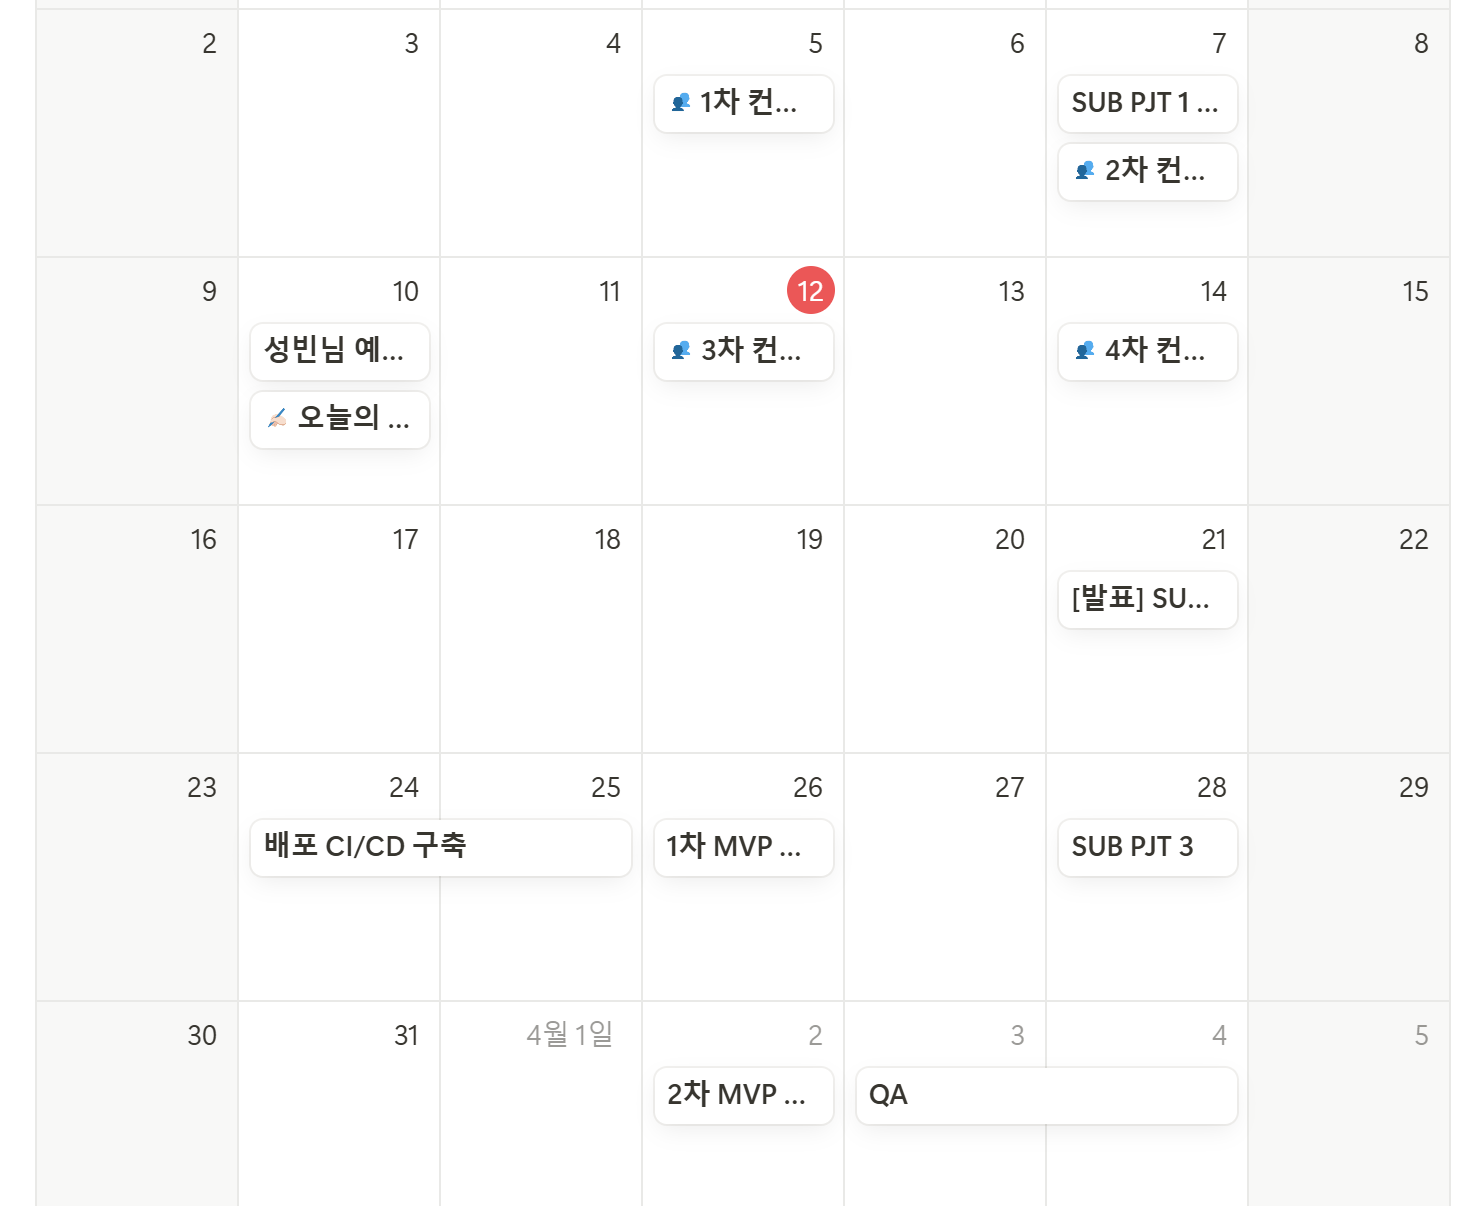 2 3 4 5 6 7 8
👥 1차 컨...
SUB PJT 1 ...
👥 2차 컨...
9 10 11 12 13 14 15
성빈님 예...
👥 3차 컨...
👥 4차 컨...
✍🏻 오늘의 ...
16 17 18 19 20 21 22
[발표] SU...
23 24 25 26 27 28 29
배포 CI/CD 구축
1차 MVP ...
SUB PJT 3
30 31 4월 1일 2 3 4 5
2차 MVP ...
QA